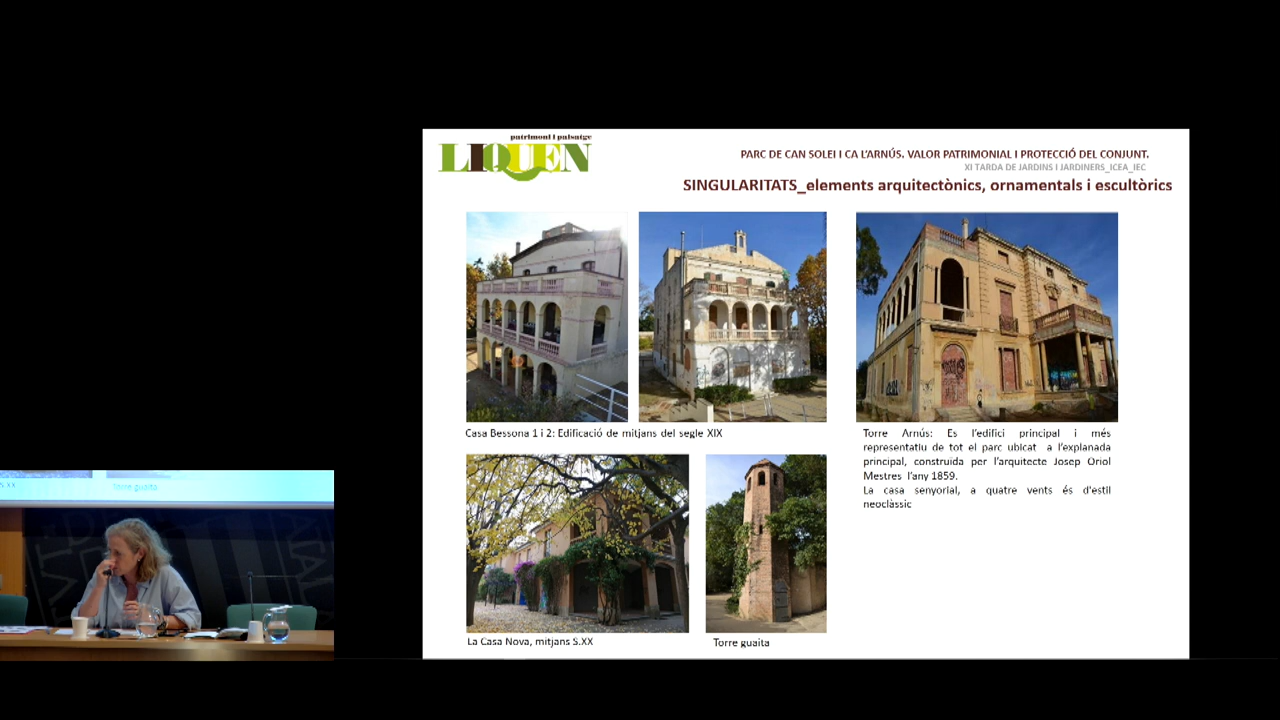 patrimoni i paisatge
LIQUEN
PARC DE CAN SOLEI I CA L'ARNÚS. VALOR PATRIMONIAL I PROTECCIÓ DEL CONJUNT.
XI TARDA DE JARDINS I JARDINERS_ICEA_IEC
SINGULARITATS_elements arquitectònics, ornamentals i escultòrics
Casa Bessona 1 i 2: Edificació de mitjans del segle XIX
Torre Arnús: Es l'edifici principal i més
representatiu de tot el parc ubicat a l'explanada
principal, construïda per l'arquitecte Josep Oriol
Mestres l'any 1859.
La casa senyorial, a quatre vents és d'estil
neoclàssic
La Casa Nova, mitjans S.XX
Torre guaita
S.XX
Torre guaita